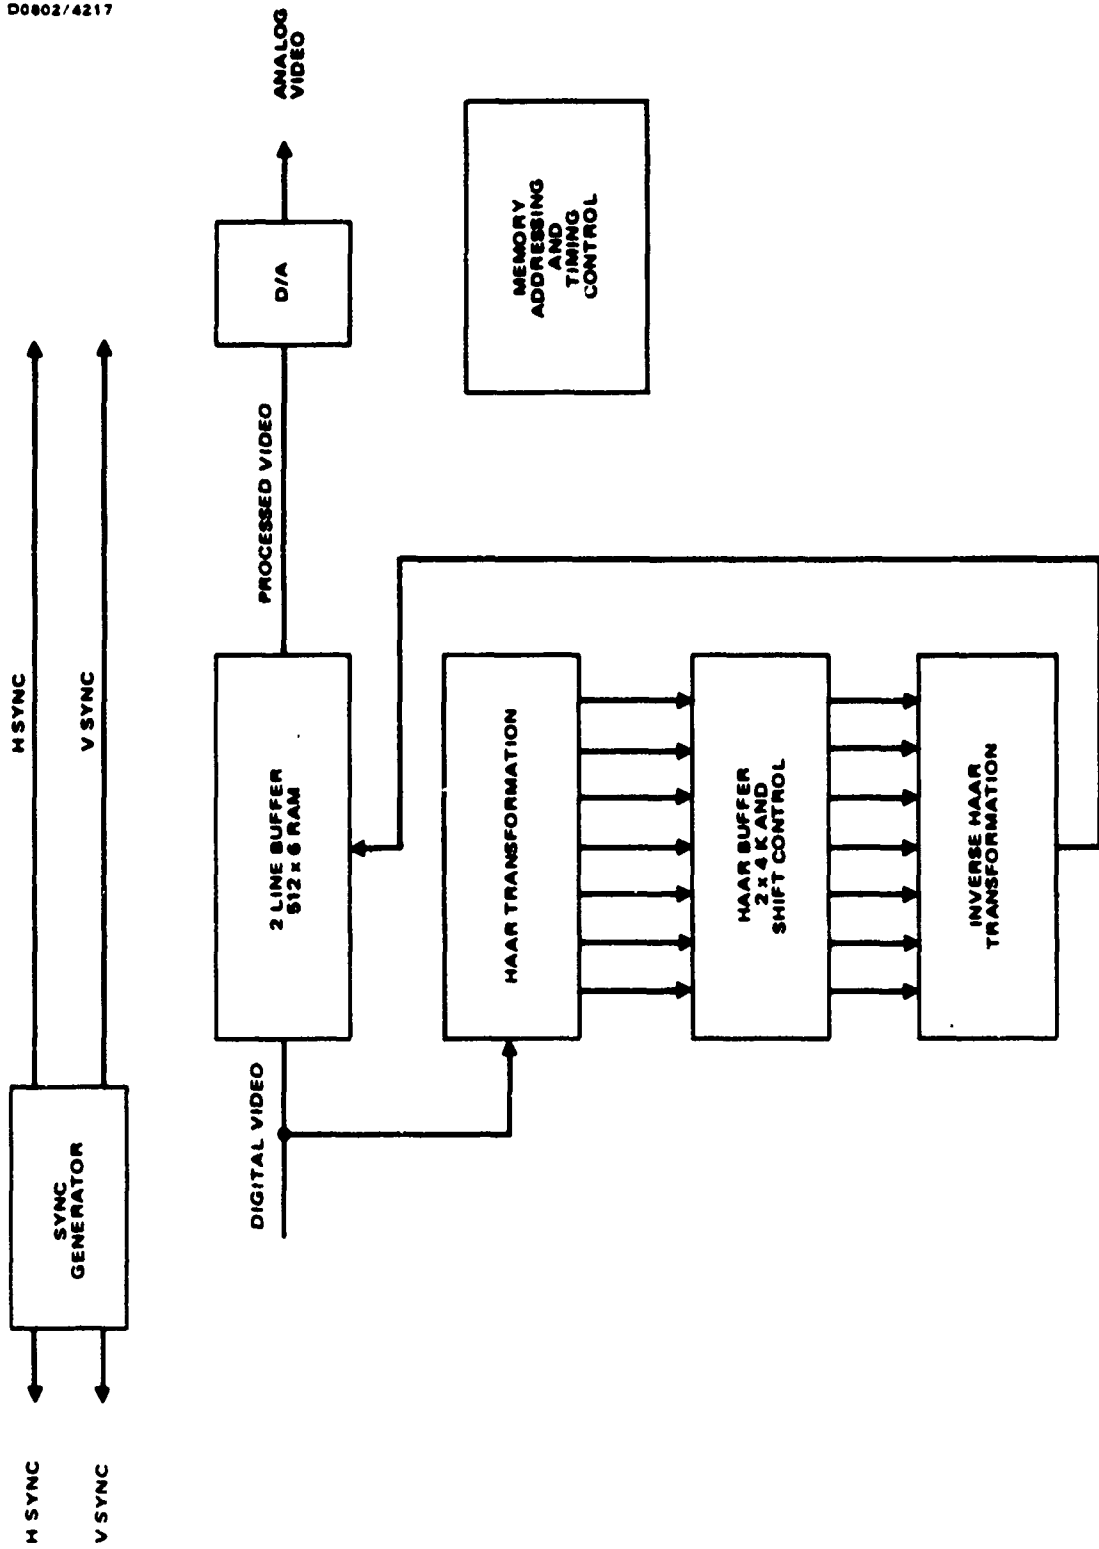 D0802/4217
H SYNC
V SYNC
SYNC
GENERATOR
H SYNC
V SYNC
DIGITAL VIDEO
2 LINE BUFFER
512 x 6 RAM
PROCESSED VIDEO
D/A
ANALOG
VIDEO
HAAR TRANSFORMATION
HAAR BUFFER
2 x 4 K AND
SHIFT CONTROL
INVERSE HAAR
TRANSFORMATION
MEMORY
ADDRESSING
AND
TIMING
CONTROL